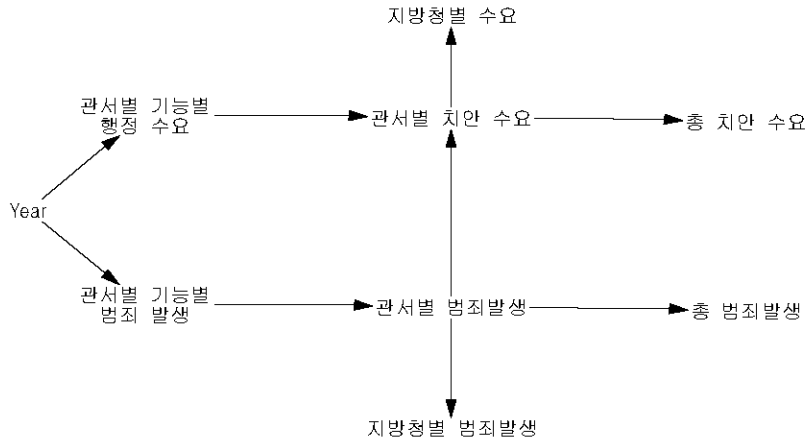 지방청별 수요
관서별 기능별
행정 수요
관서별 치안 수요
총 치안 수요
Year
관서별 기능별
범죄 발생
관서별 범죄발생
총 범죄발생
지방청별 범죄발생